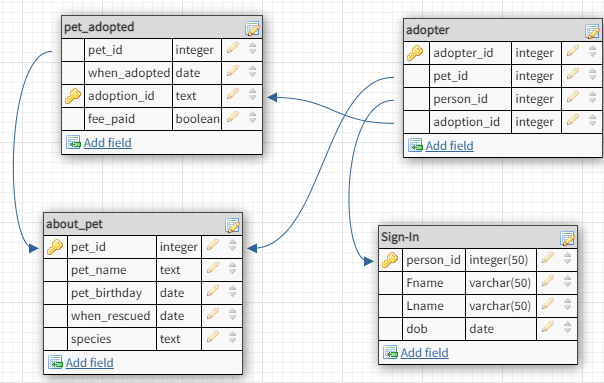 pet_adopted
pet_id integer
when_adopted date
adoption_id text
fee_paid boolean
Add field
adopter
adopter_id integer
pet_id integer
person_id integer
adoption_id integer
Add field
about_pet
pet_id integer
pet_name text
pet_birthday date
when_rescued date
species text
Add field
Sign-In
person_id integer(50)
Fname varchar(50)
Lname varchar(50)
dob date
Add field